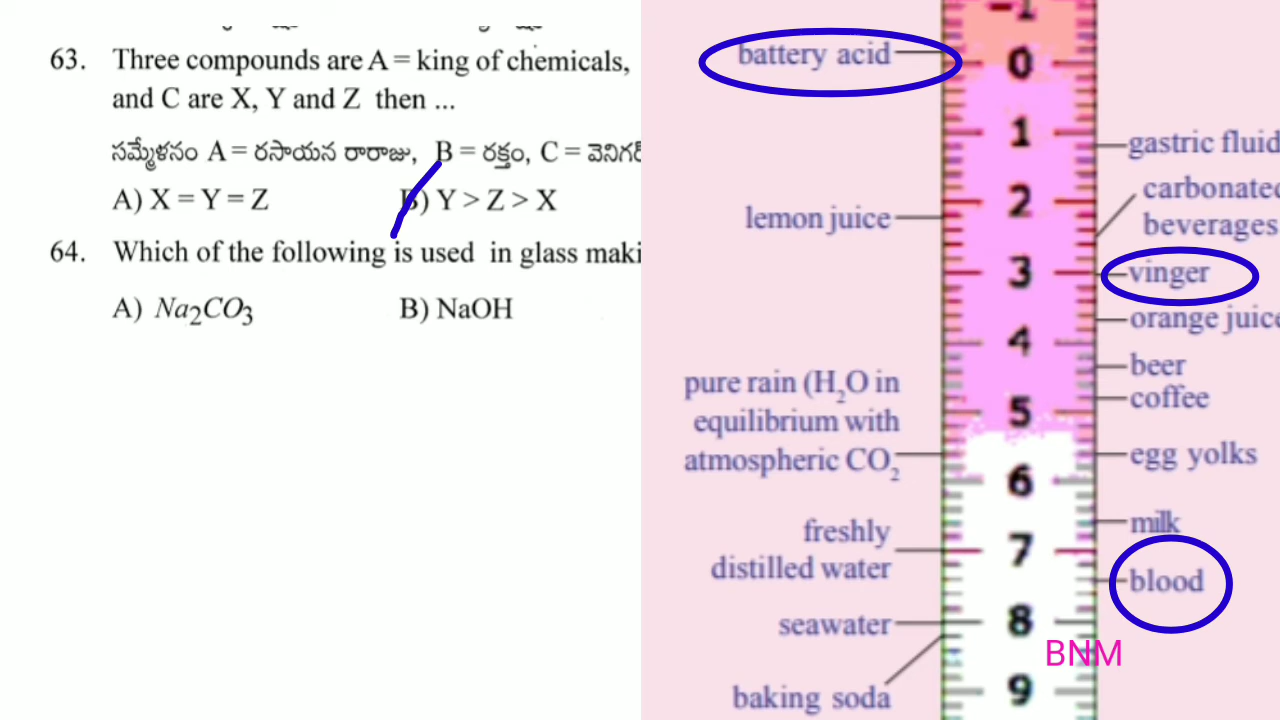 63. Three compounds are A = king of chemicals,
and C are X, Y and Z then ...
సమ్మేళనం A = రసాయన రారాజు, B = రక్తం, C = వెనిగర్
A) X = Y = Z B) Y > Z > X
64. Which of the following is used in glass maki
A) Na₂CO₃ B) NaOH
-1
battery acid
0
1
gastric fluid
carbonated
2
lemon juice
beverages
3
vinger
orange juice
4
beer
pure rain (H₂O in
coffee
5
equilibrium with
atmospheric CO₂
egg yolks
6
milk
freshly
7
distilled water
blood
8
seawater
BNM
9
baking soda